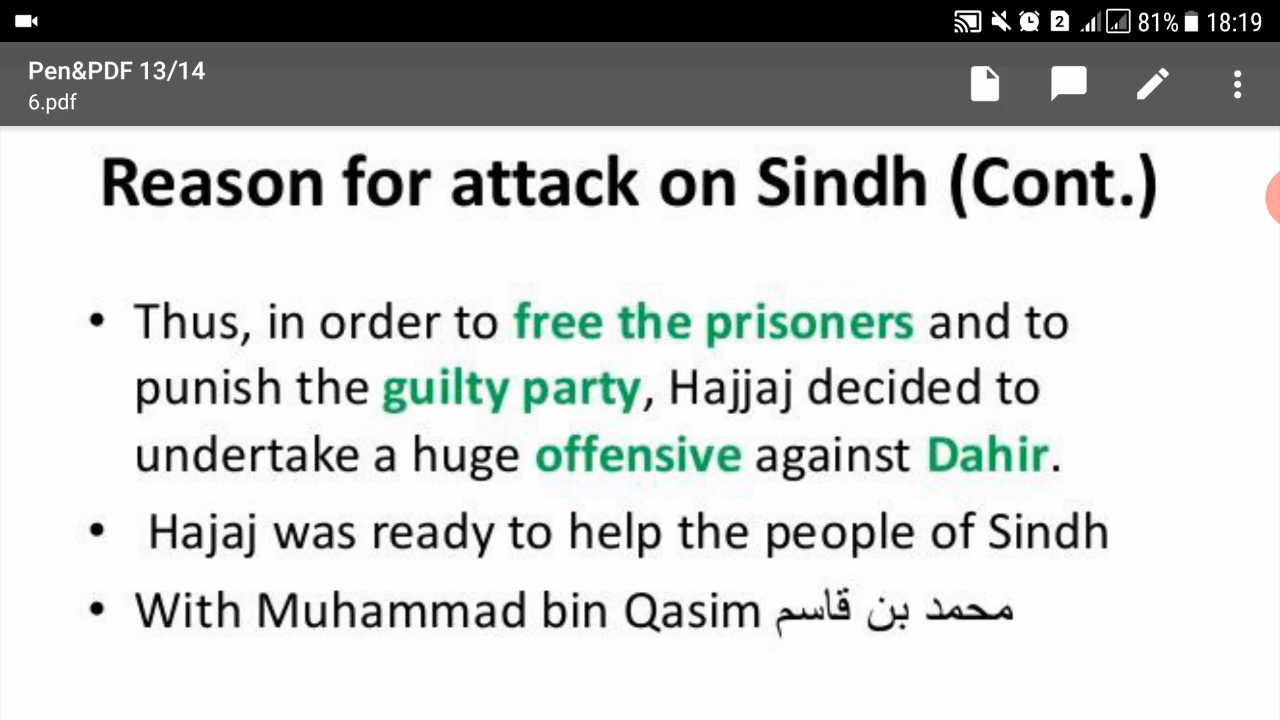 2 81% 18:19
Pen&PDF 13/14
6.pdf
Reason for attack on Sindh (Cont.)
• Thus, in order to free the prisoners and to
punish the guilty party, Hajjaj decided to
undertake a huge offensive against Dahir.
• Hajaj was ready to help the people of Sindh
• With Muhammad bin Qasim محمد بن قاسم